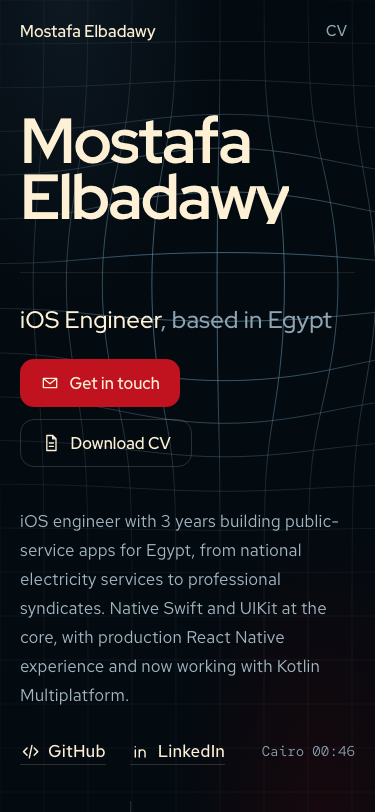 Mostafa Elbadawy
CV
Mostafa
Elbadawy
iOS Engineer, based in Egypt
Get in touch
Download CV
iOS engineer with 3 years building public-
service apps for Egypt, from national
electricity services to professional
syndicates. Native Swift and UIKit at the
core, with production React Native
experience and now working with Kotlin
Multiplatform.
GitHub
in LinkedIn
Cairo 00:46